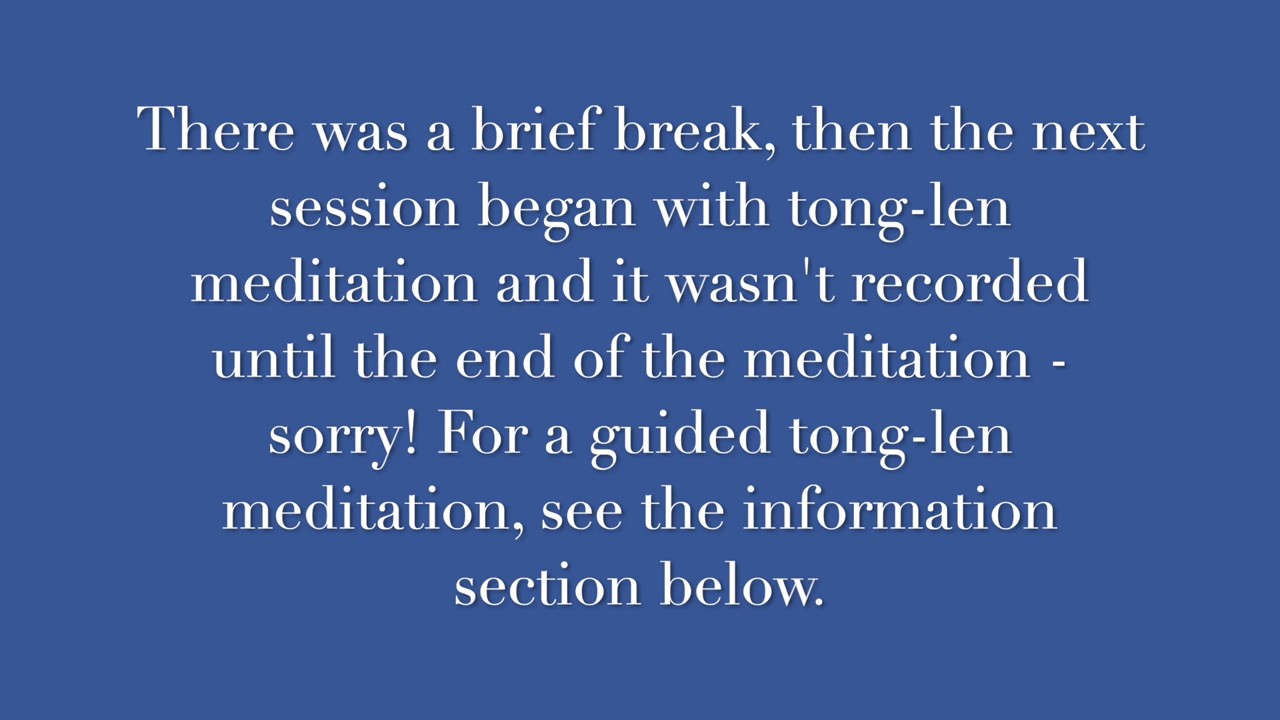 There was a brief break, then the next
session began with tong-len
meditation and it wasn't recorded
until the end of the meditation -
sorry! For a guided tong-len
meditation, see the information
section below.